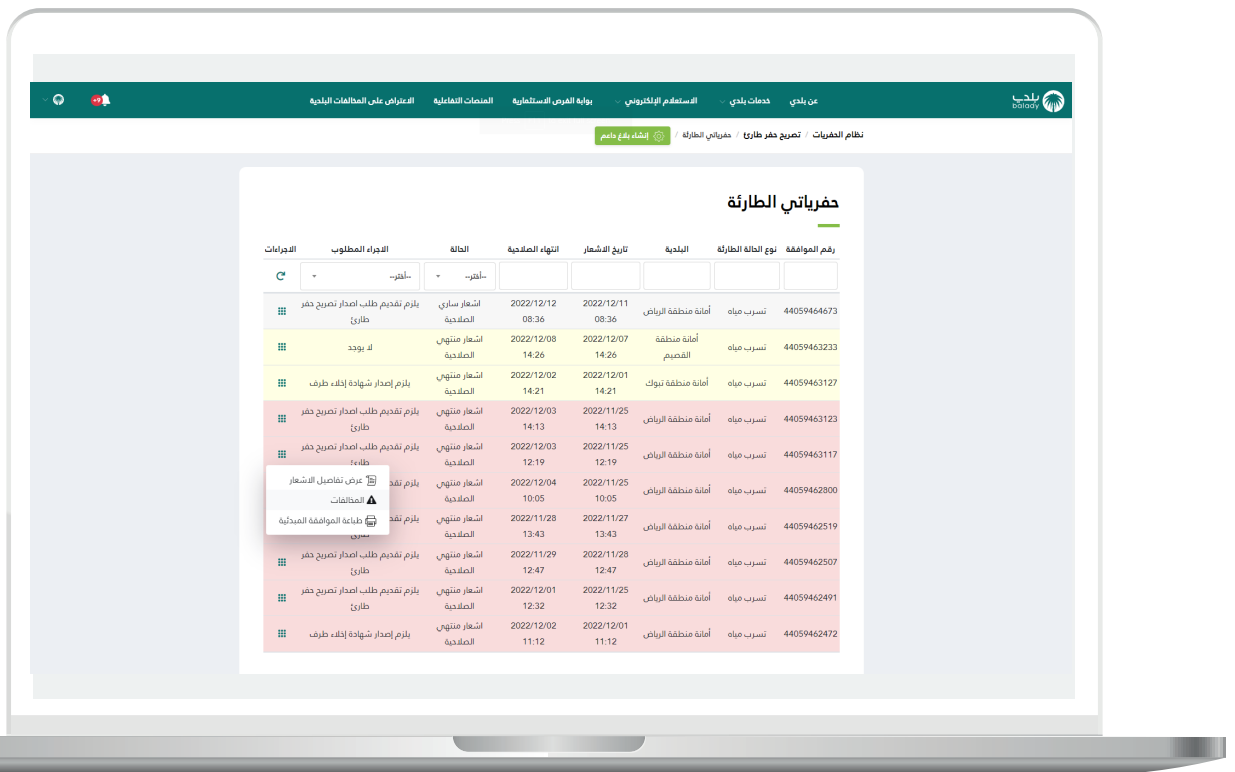 بلدي
balady
عن بلدي
خدمات بلدي
الاستعلام الإلكتروني
بوابة الفرص الاستثمارية
المنصات التفاعلية
الاعتراض على المخالفات البلدية
+9
نظام الحفريات / تصريح حفر طارئ / حفرياتي الطارئة / إنشاء بلاغ داعم
حفرياتي الطارئة
رقم الموافقة نوع الحالة الطارئة البلدية تاريخ الاشعار انتهاء الصلاحية الحالة الاجراء المطلوب الاجراءات
--أختر-- --أختر--
44059464673 تسرب مياه أمانة منطقة الرياض 2022/12/11 08:36 2022/12/12 08:36 اشعار ساري الصلاحية يلزم تقديم طلب اصدار تصريح حفر طارئ
44059463233 تسرب مياه أمانة منطقة القصيم 2022/12/07 14:26 2022/12/08 14:26 اشعار منتهي الصلاحية لا يوجد
44059463127 تسرب مياه أمانة منطقة تبوك 2022/12/01 14:21 2022/12/02 14:21 اشعار منتهي الصلاحية يلزم إصدار شهادة إخلاء طرف
44059463123 تسرب مياه أمانة منطقة الرياض 2022/11/25 14:13 2022/12/03 14:13 اشعار منتهي الصلاحية يلزم تقديم طلب اصدار تصريح حفر طارئ
44059463117 تسرب مياه أمانة منطقة الرياض 2022/11/25 12:19 2022/12/03 12:19 اشعار منتهي الصلاحية يلزم تقديم طلب اصدار تصريح حفر طارئ
44059462800 تسرب مياه أمانة منطقة الرياض 2022/11/25 10:05 2022/12/04 10:05 اشعار منتهي الصلاحية يلزم
44059462519 تسرب مياه أمانة منطقة الرياض 2022/11/27 13:43 2022/11/28 13:43 اشعار منتهي الصلاحية يلزم
44059462507 تسرب مياه أمانة منطقة الرياض 2022/11/28 12:47 2022/11/29 12:47 اشعار منتهي الصلاحية يلزم تقديم طلب اصدار تصريح حفر طارئ
44059462491 تسرب مياه أمانة منطقة الرياض 2022/11/25 12:32 2022/12/01 12:32 اشعار منتهي الصلاحية يلزم تقديم طلب اصدار تصريح حفر طارئ
44059462472 تسرب مياه أمانة منطقة الرياض 2022/12/01 11:12 2022/12/02 11:12 اشعار منتهي الصلاحية يلزم إصدار شهادة إخلاء طرف
عرض تفاصيل الاشعار
المخالفات
طباعة الموافقة المبدئية